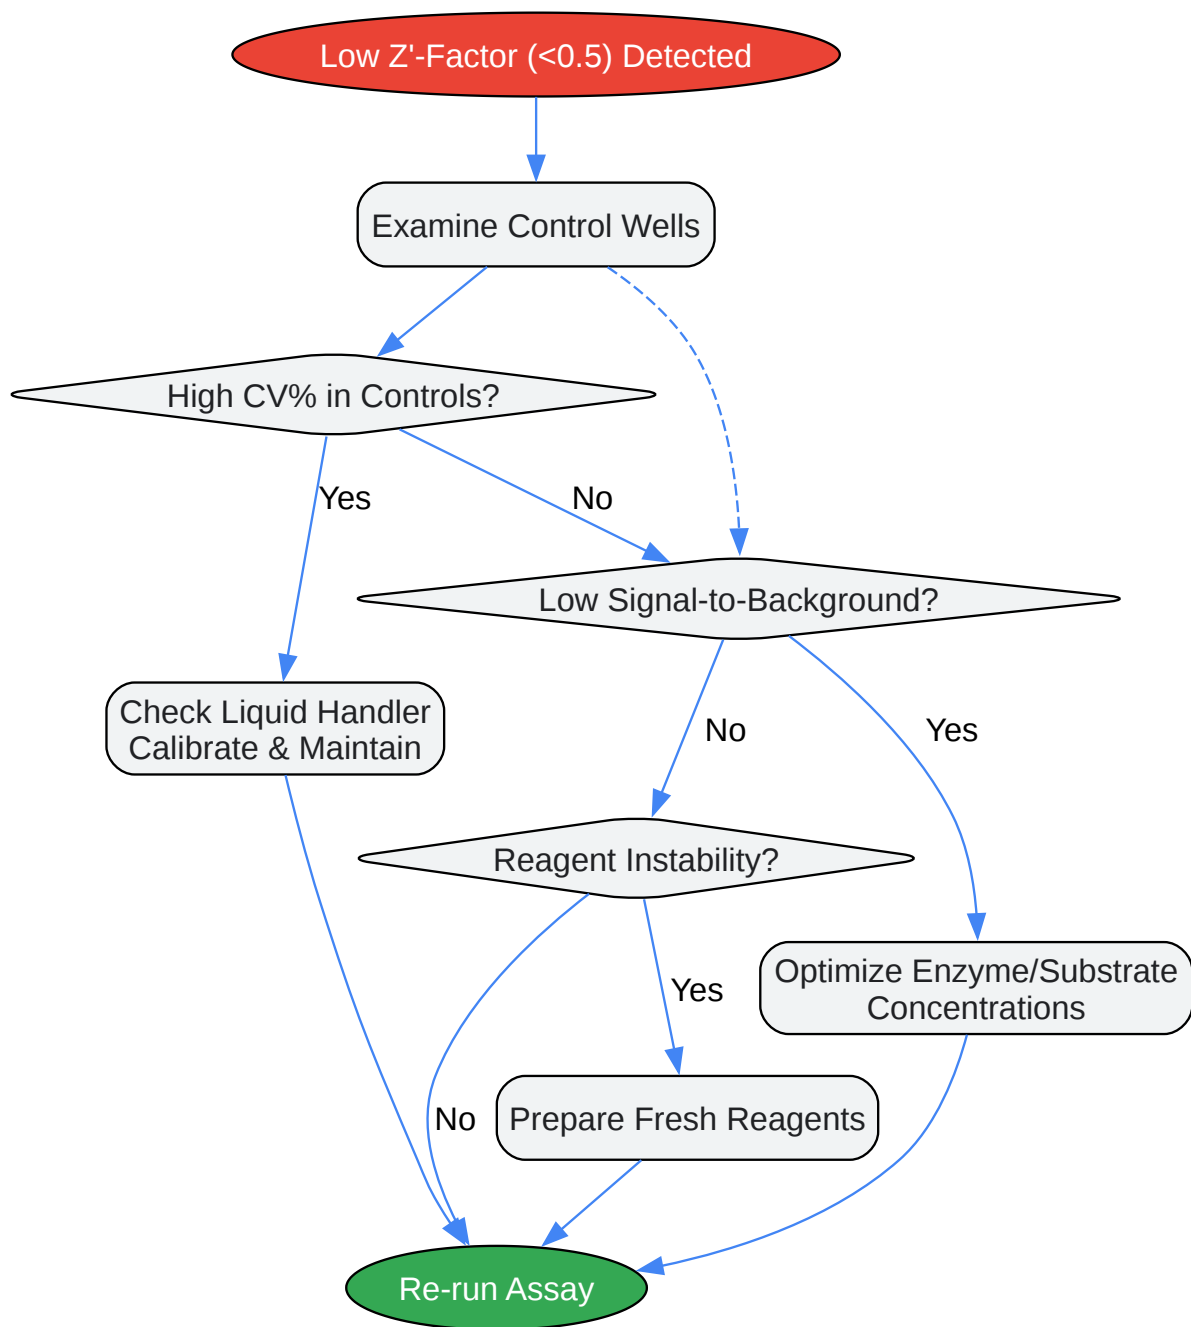 Low Z'-Factor (<0.5) Detected
Examine Control Wells
High CV% in Controls?
Yes
No
Low Signal-to-Background?
Check Liquid Handler
Calibrate & Maintain
No
Yes
Reagent Instability?
Optimize Enzyme/Substrate
Concentrations
Yes
No
Prepare Fresh Reagents
Re-run Assay